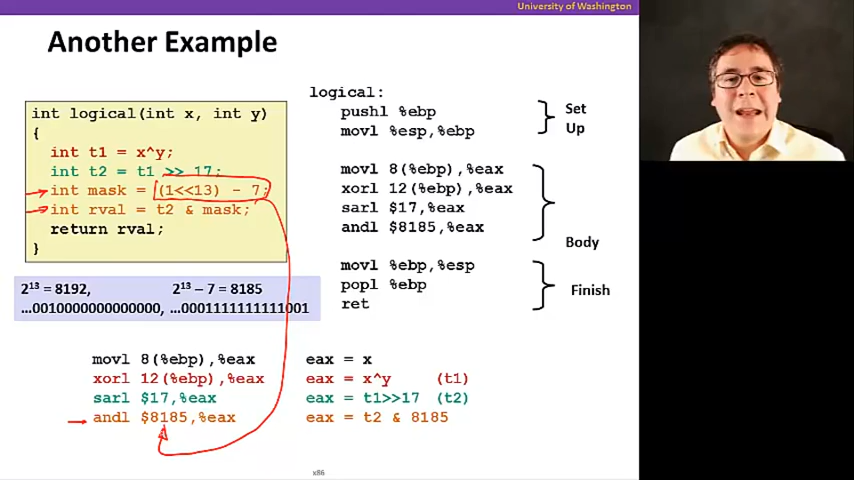 University of Washington
Another Example
int logical(int x, int y)
{
int t1 = x^y;
int t2 = t1 >> 17;
int mask = (1<<13) - 7;
int rval = t2 & mask;
return rval;
}
2¹³ = 8192, 2¹³ – 7 = 8185
…0010000000000000, …0001111111111001
logical:
pushl %ebp
movl %esp,%ebp
Set
Up
movl 8(%ebp),%eax
xorl 12(%ebp),%eax
sarl $17,%eax
andl $8185,%eax
Body
movl %ebp,%esp
popl %ebp
ret
Finish
movl 8(%ebp),%eax eax = x
xorl 12(%ebp),%eax eax = x^y (t1)
sarl $17,%eax eax = t1>>17 (t2)
andl $8185,%eax eax = t2 & 8185
x86